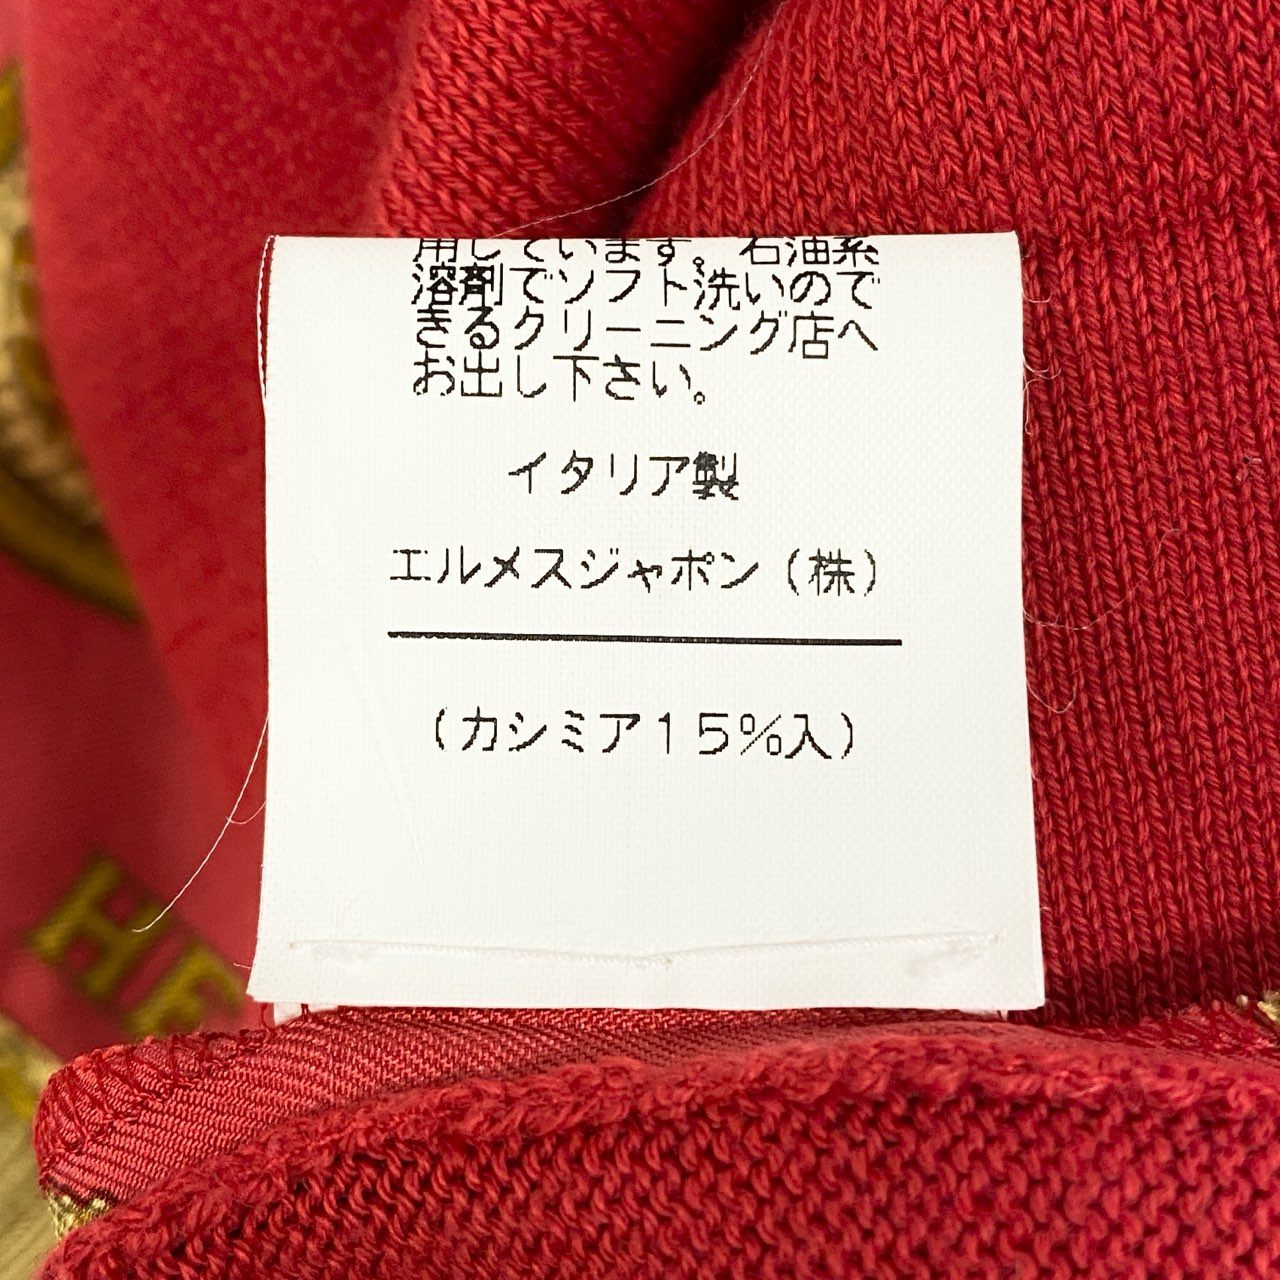 用しています。石油系
溶剤でソフト洗いので
きるクリーニング店へ
お出し下さい。
イタリア製
エルメスジャポン（株）
（カシミア１５％入）
HE